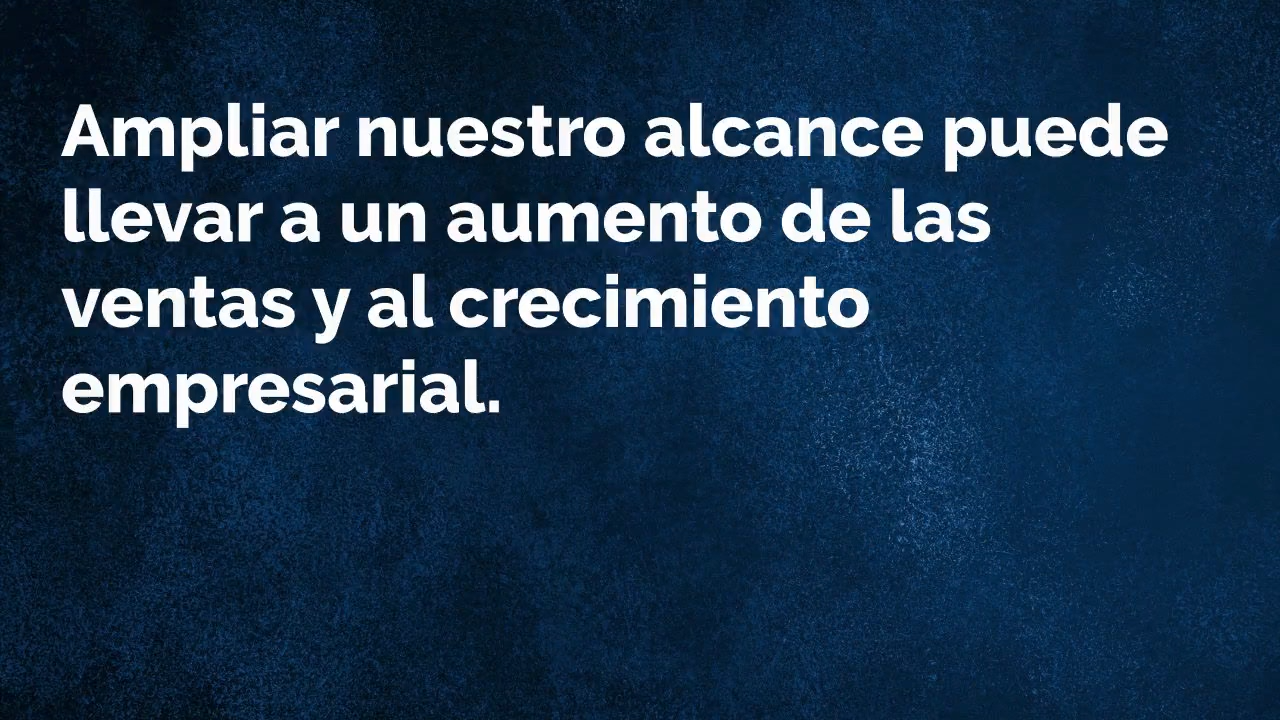 Ampliar nuestro alcance puede
llevar a un aumento de las
ventas y al crecimiento
empresarial.